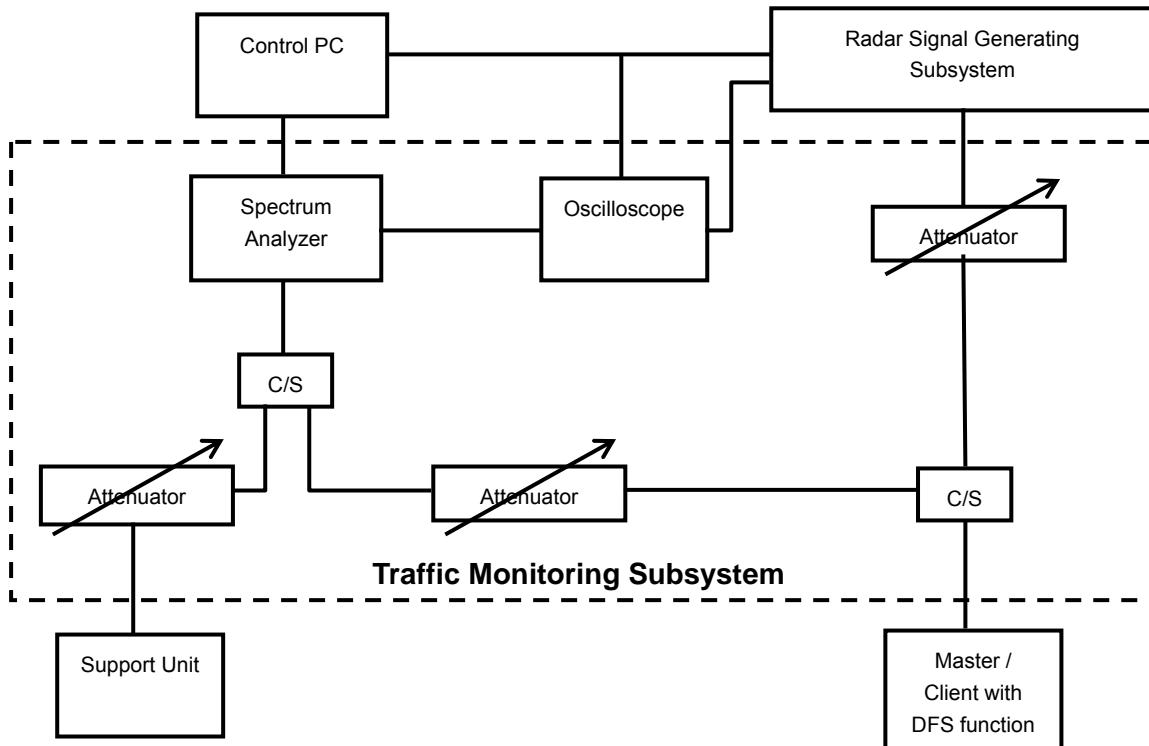 Control PC
Radar Signal Generating
Subsystem
Spectrum
Analyzer
Oscilloscope
Attenuator
C/S
Attenuator
Attenuator
C/S
Traffic Monitoring Subsystem
Support Unit
Master /
Client with
DFS function